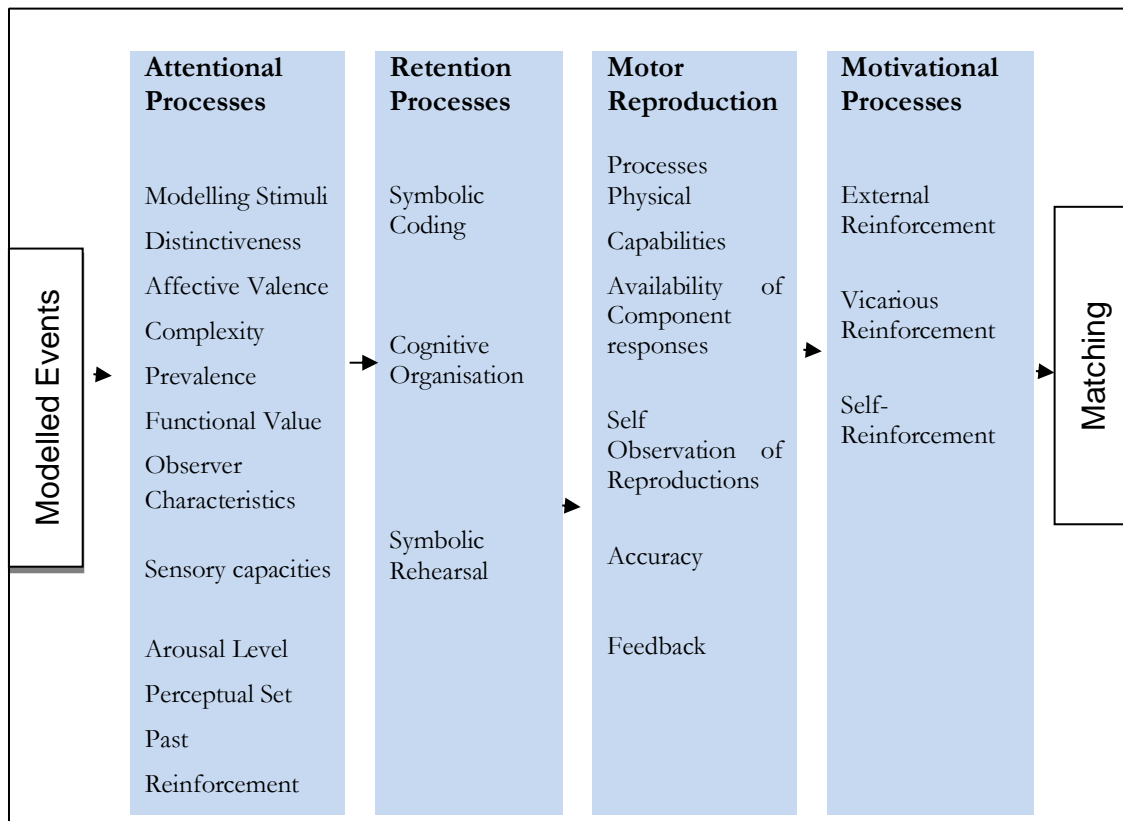 Modelled Events
Attentional
Processes
Modelling Stimuli
Distinctiveness
Affective Valence
Complexity
Prevalence
Functional Value
Observer
Characteristics
Sensory capacities
Arousal Level
Perceptual Set
Past
Reinforcement
Retention
Processes
Symbolic
Coding
Cognitive
Organisation
Symbolic
Rehearsal
Motor
Reproduction
Processes
Physical
Capabilities
Availability of
Component
responses
Self
Observation of
Reproductions
Accuracy
Feedback
Motivational
Processes
External
Reinforcement
Vicarious
Reinforcement
Self-
Reinforcement
Matching